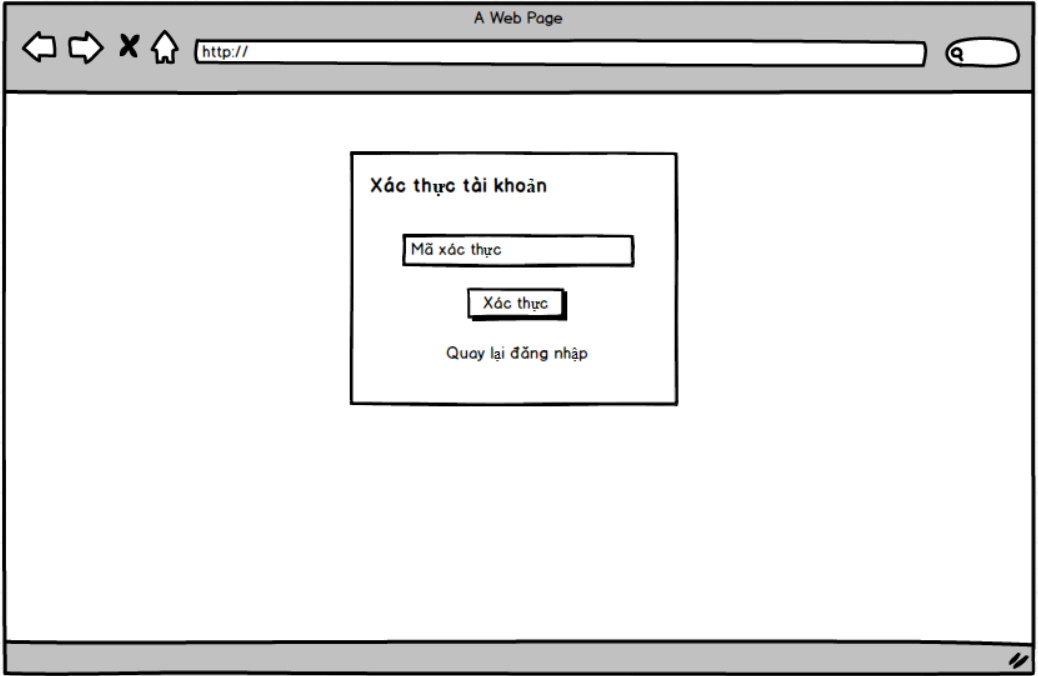 A Web Page
http://
Xác thực tài khoản
Mã xác thực
Xác thực
Quay lại đăng nhập